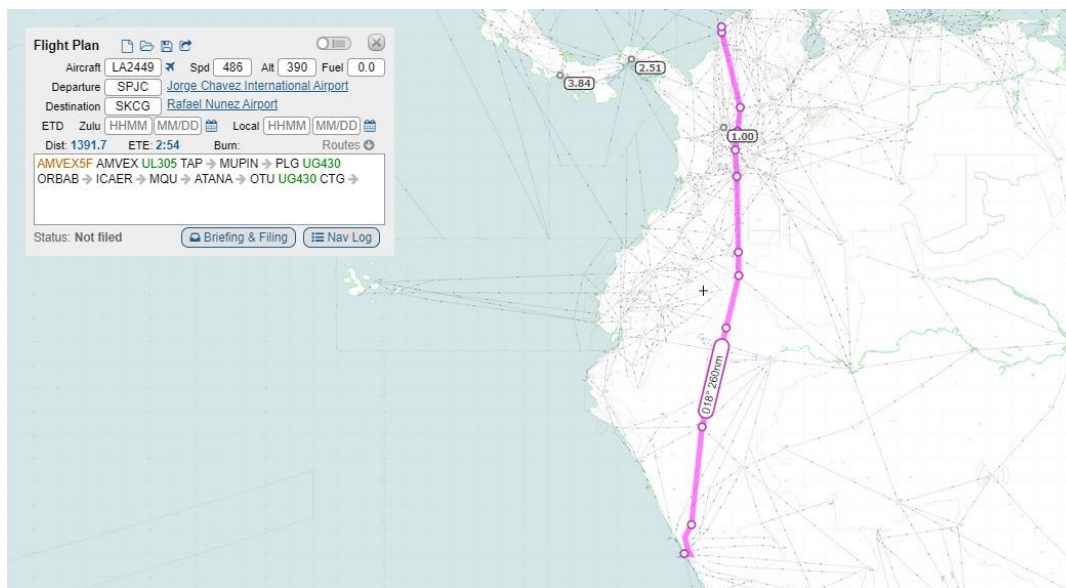 Flight Plan
Aircraft LA2449 Spd 486 Alt 390 Fuel 0.0
Departure SPJC Jorge Chavez International Airport
Destination SKCG Rafael Nunez Airport
ETD Zulu HHMM MM/DD Local HHMM MM/DD
Dist: 1391.7 ETE: 2:54 Burn: Routes
AMVEX5F AMVEX UL305 TAP → MUPIN → PLG UG430
ORBAB → ICAER → MQU → ATANA → OTU UG430 CTG →
Status: Not filed Briefing & Filing Nav Log
2.51
3.84
1.00
018° 260nm